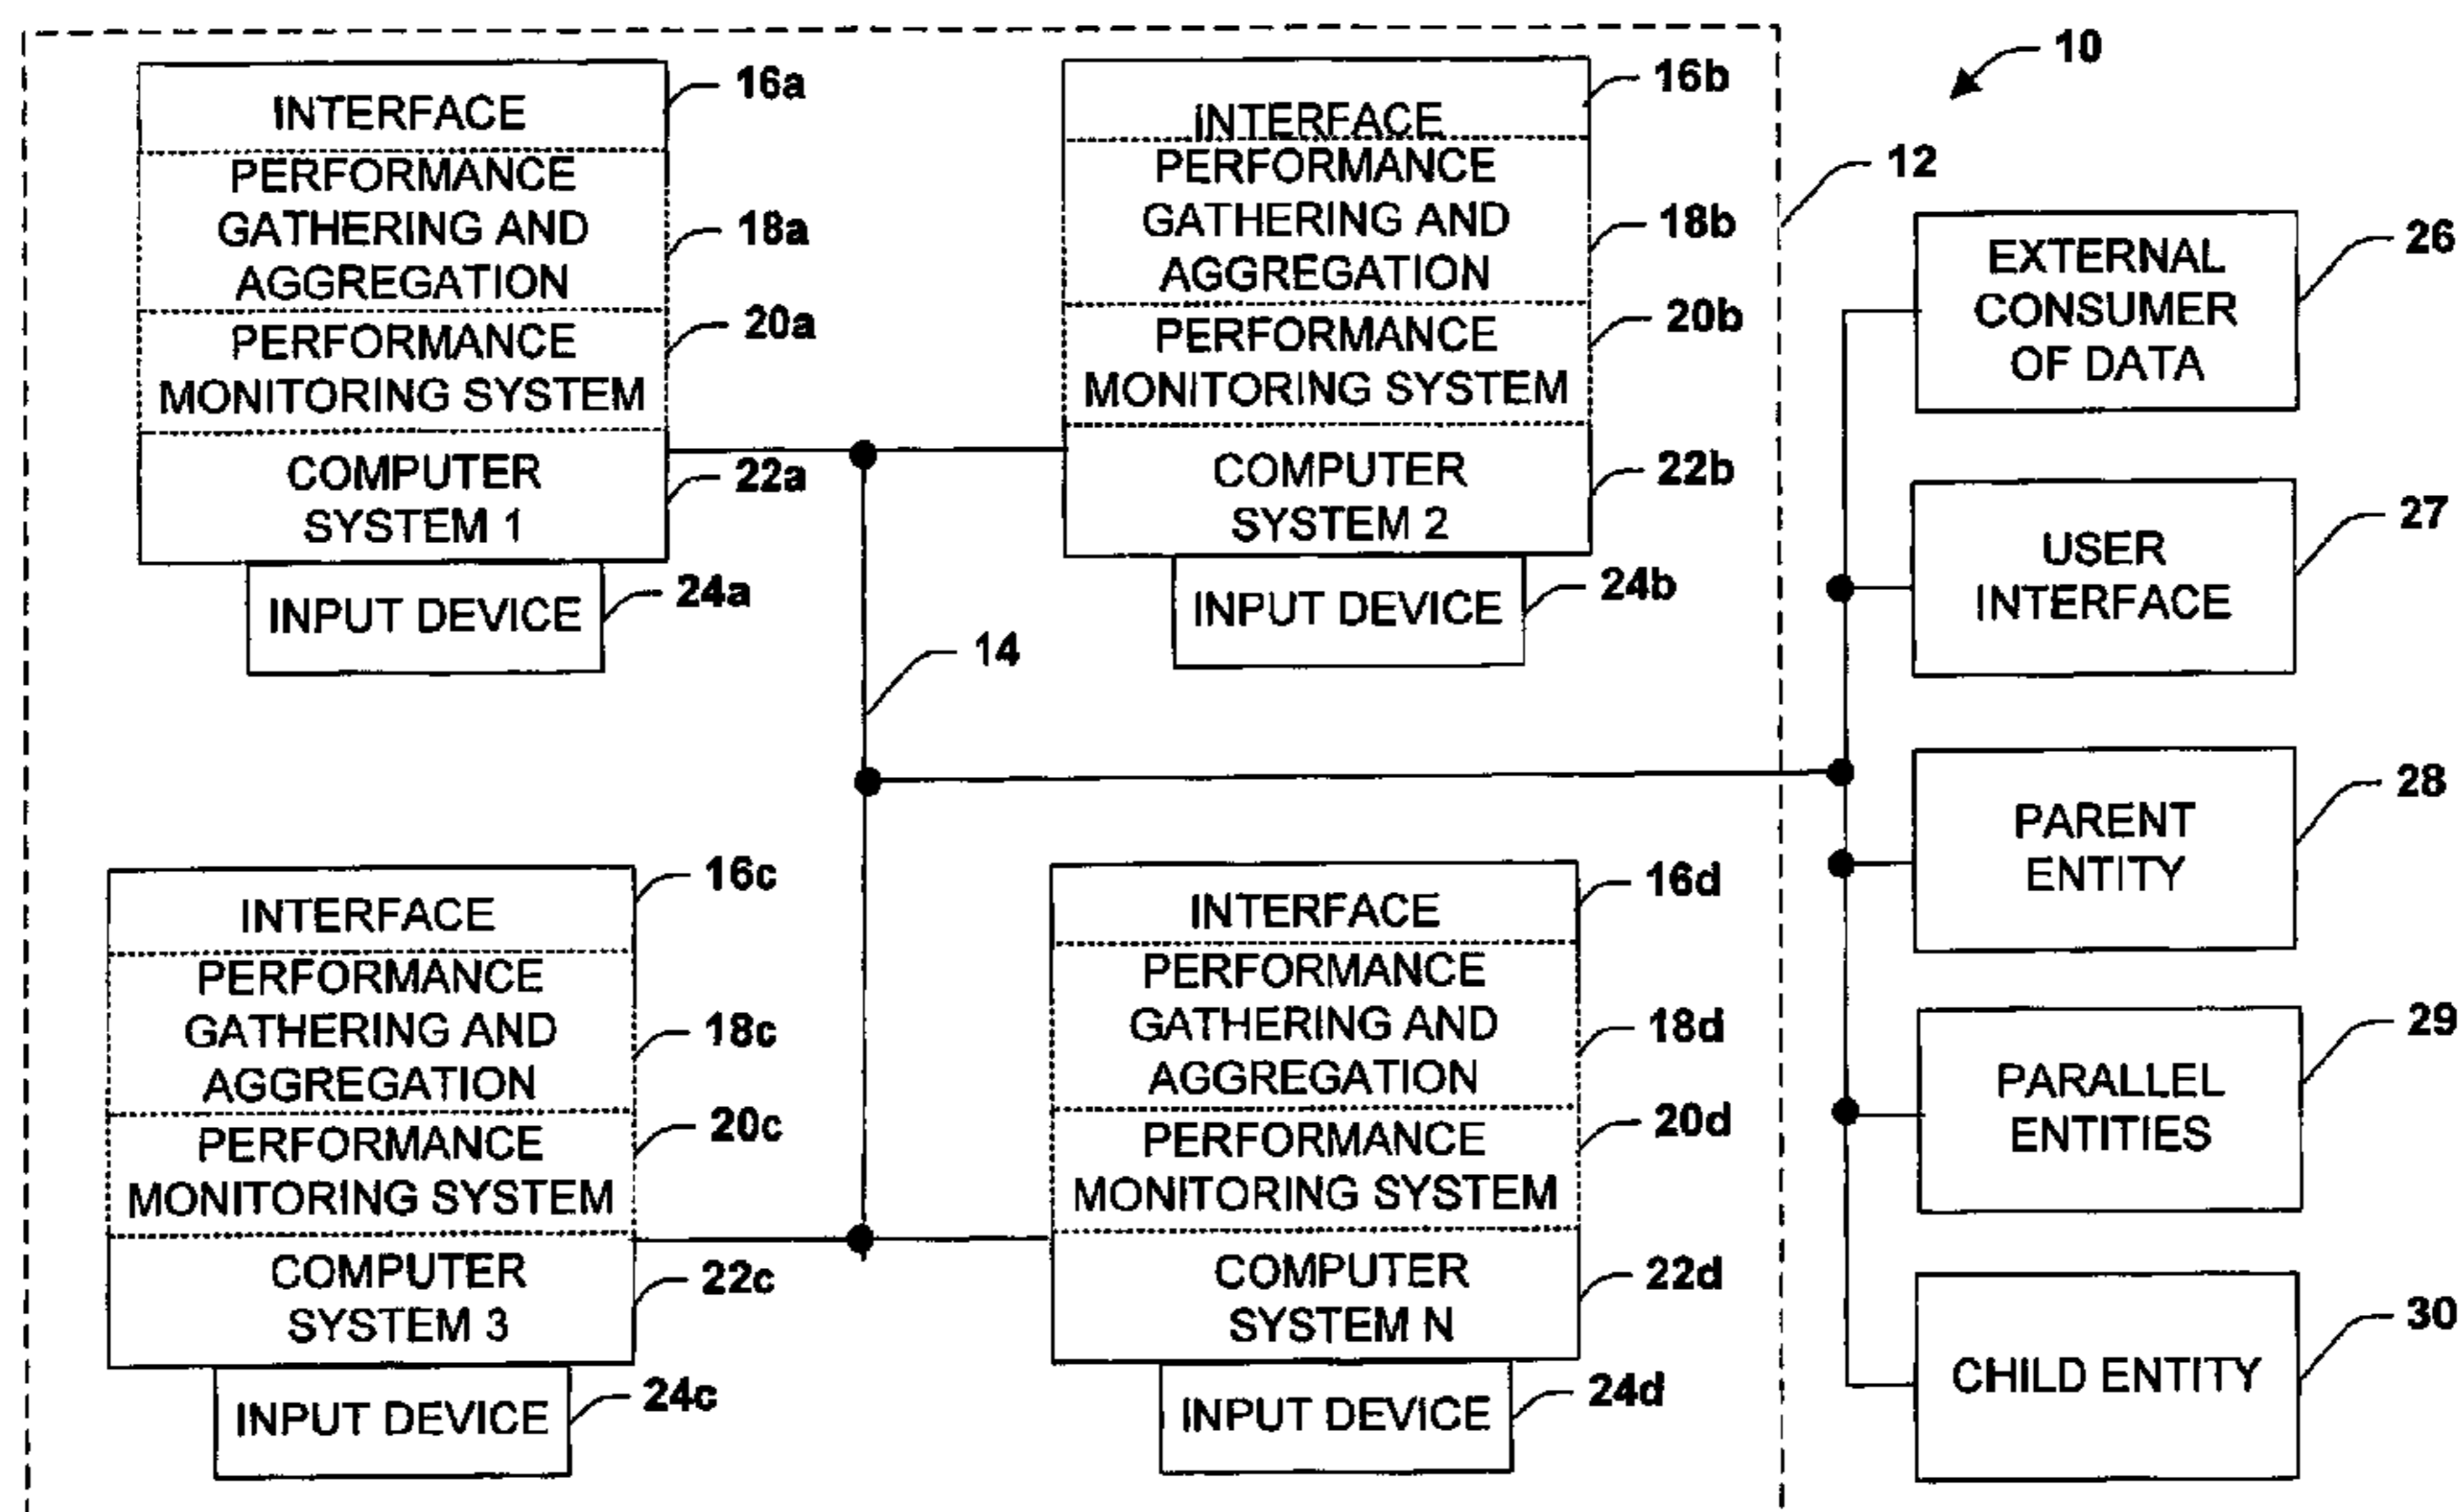 10
16a
INTERFACE
PERFORMANCE
GATHERING AND
AGGREGATION
18a
20a
PERFORMANCE
MONITORING SYSTEM
COMPUTER
SYSTEM 1
22a
INPUT DEVICE
24a
16b
INTERFACE
PERFORMANCE
GATHERING AND
AGGREGATION
18b
20b
PERFORMANCE
MONITORING SYSTEM
COMPUTER
SYSTEM 2
22b
INPUT DEVICE
24b
12
14
16c
INTERFACE
PERFORMANCE
GATHERING AND
AGGREGATION
18c
20c
PERFORMANCE
MONITORING SYSTEM
COMPUTER
SYSTEM 3
22c
INPUT DEVICE
24c
16d
INTERFACE
PERFORMANCE
GATHERING AND
AGGREGATION
18d
20d
PERFORMANCE
MONITORING SYSTEM
COMPUTER
SYSTEM N
22d
INPUT DEVICE
24d
EXTERNAL
CONSUMER
OF DATA
26
USER
INTERFACE
27
PARENT
ENTITY
28
PARALLEL
ENTITIES
29
CHILD ENTITY
30